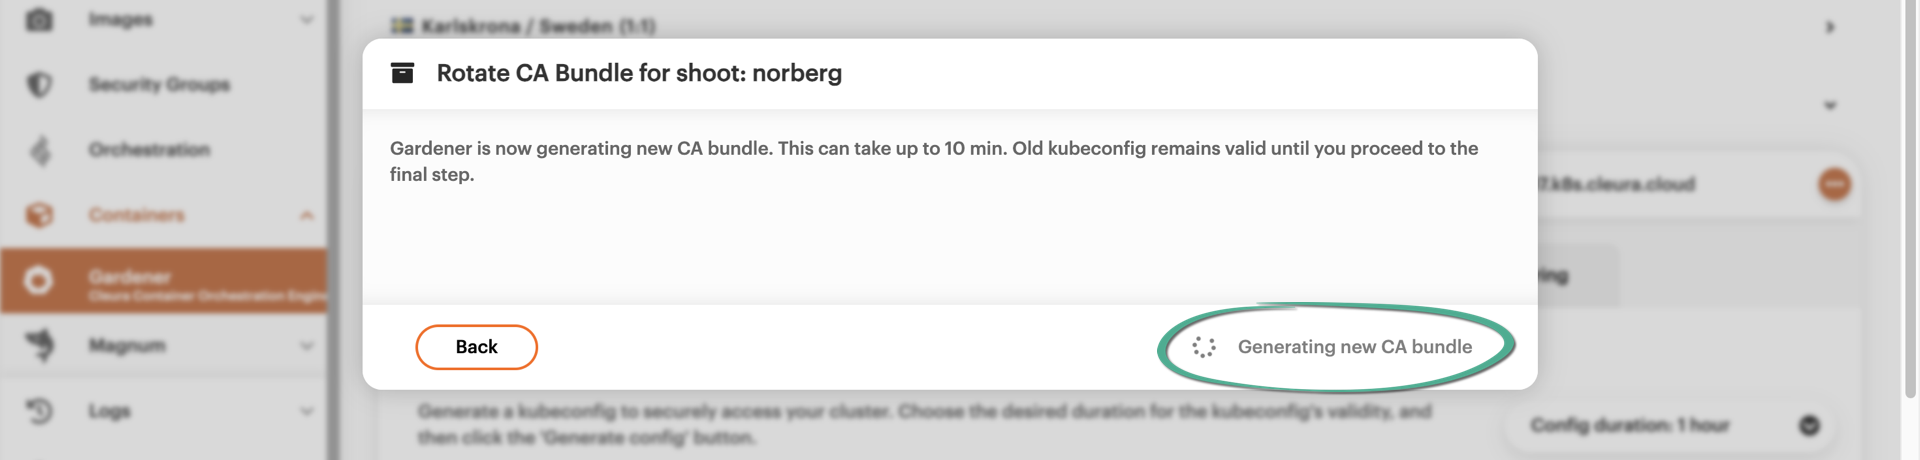 Images
Karlskrona / Sweden (1:1)
Rotate CA Bundle for shoot: norberg
Security Groups
Gardener is now generating new CA bundle. This can take up to 10 min. Old kubeconfig remains valid until you proceed to the
final step.
Orchestration
7.k8s.cleura.cloud
Containers
Gardener
Cleura Container Orchestration Engine
Back
Generating new CA bundle
Magnum
Logs
Generate a kubeconfig to securely access your cluster. Choose the desired duration for the kubeconfig's validity, and
then click the 'Generate config' button.
Config duration: 1 hour